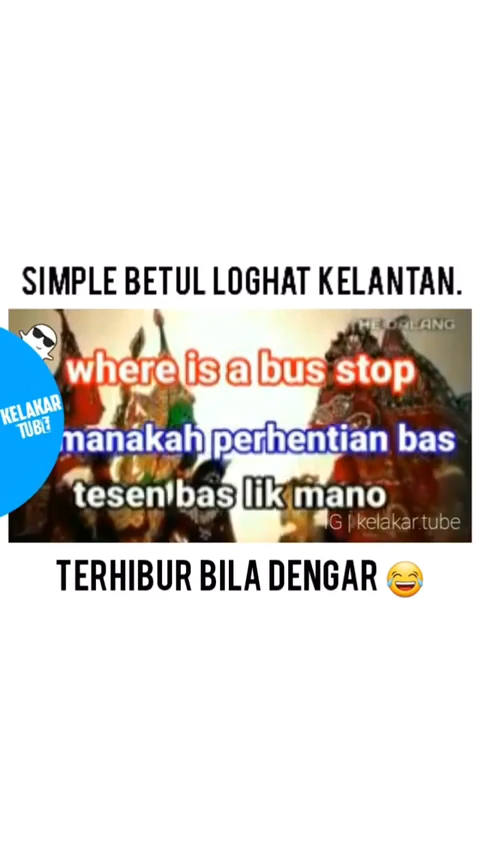 SIMPLE BETUL LOGHAT KELANTAN.
THE DALANG
where is a bus stop
KELAKAR
TUBE
manakah perhentian bas
tesen bas lik mano
IG | kelakar.tube
TERHIBUR BILA DENGAR 😂